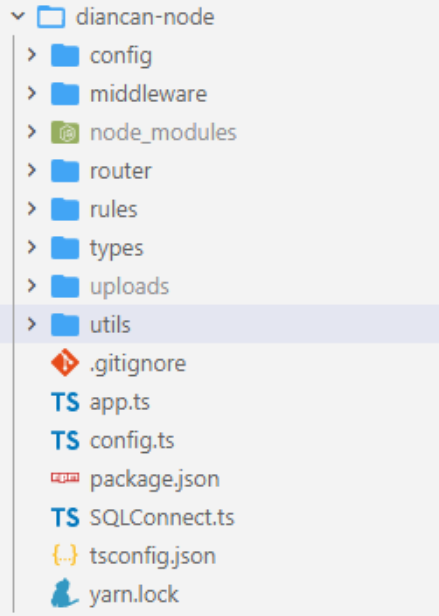 diancan-node
config
middleware
node_modules
router
rules
types
uploads
utils
.gitignore
TS app.ts
TS config.ts
package.json
TS SQLConnect.ts
{..} tsconfig.json
yarn.lock